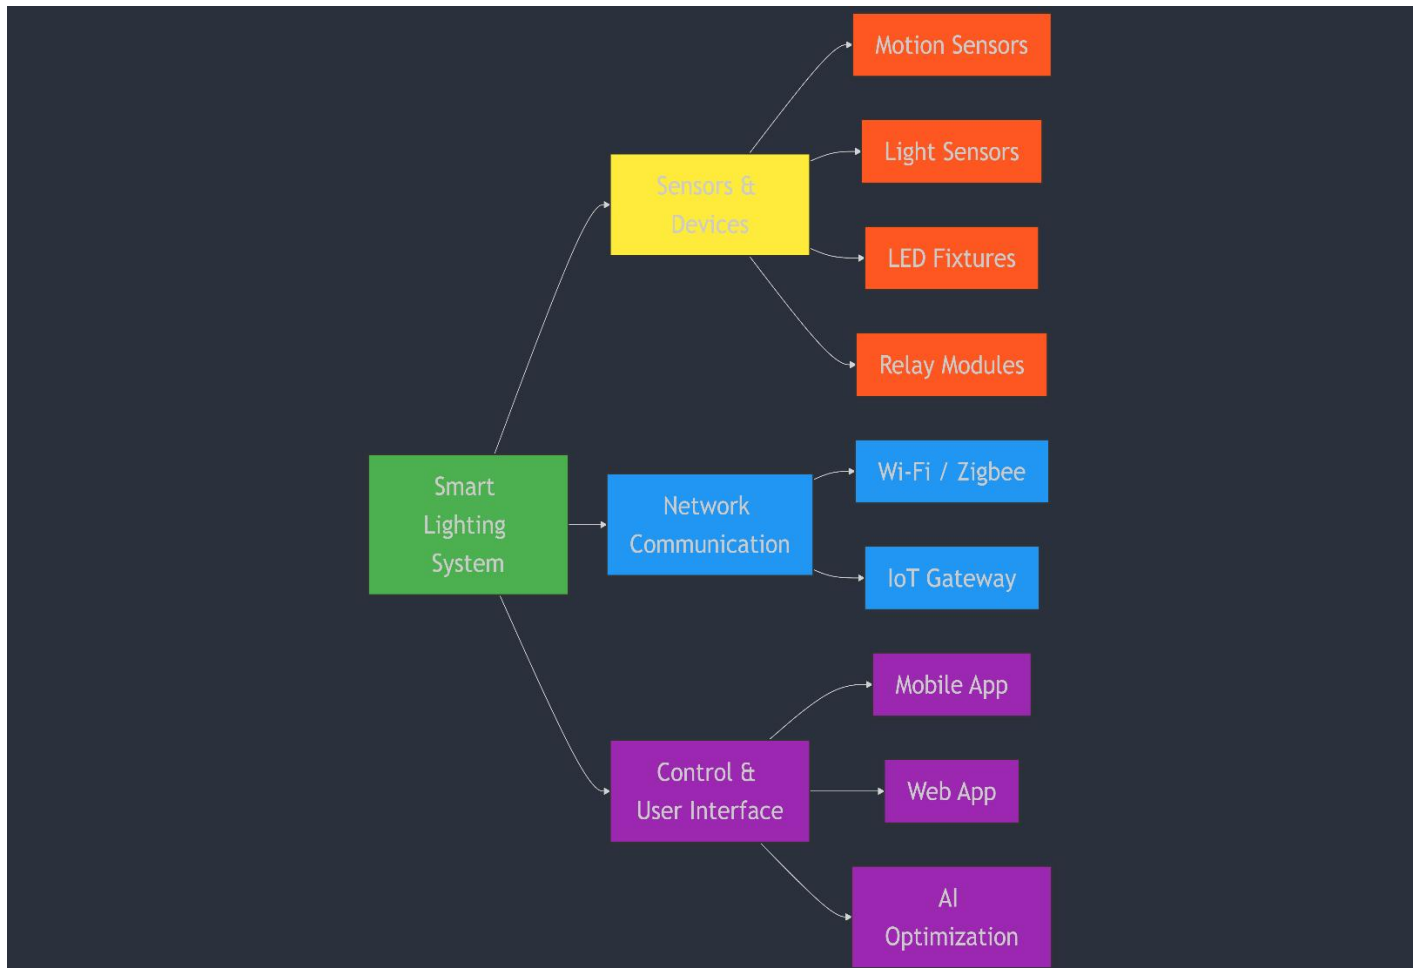 Motion Sensors
Light Sensors
Sensors &
Devices
LED Fixtures
Relay Modules
Smart
Lighting
System
Network
Communication
Wi-Fi / Zigbee
IoT Gateway
Mobile App
Control &
User Interface
Web App
AI
Optimization